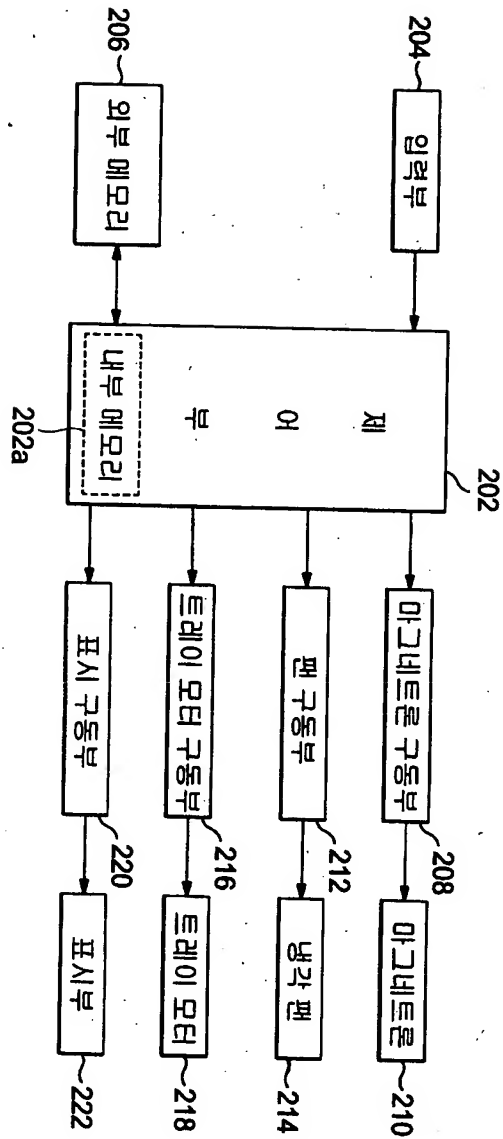 202
204
입력부
제
어
부
마그네트론 구동부
208
마그네트론
210
팬 구동부
212
냉각 팬
214
트레이 모터 구동부
216
트레이 모터
218
206
외부 메모리
내부 메모리
202a
표시 구동부
220
표시부
222